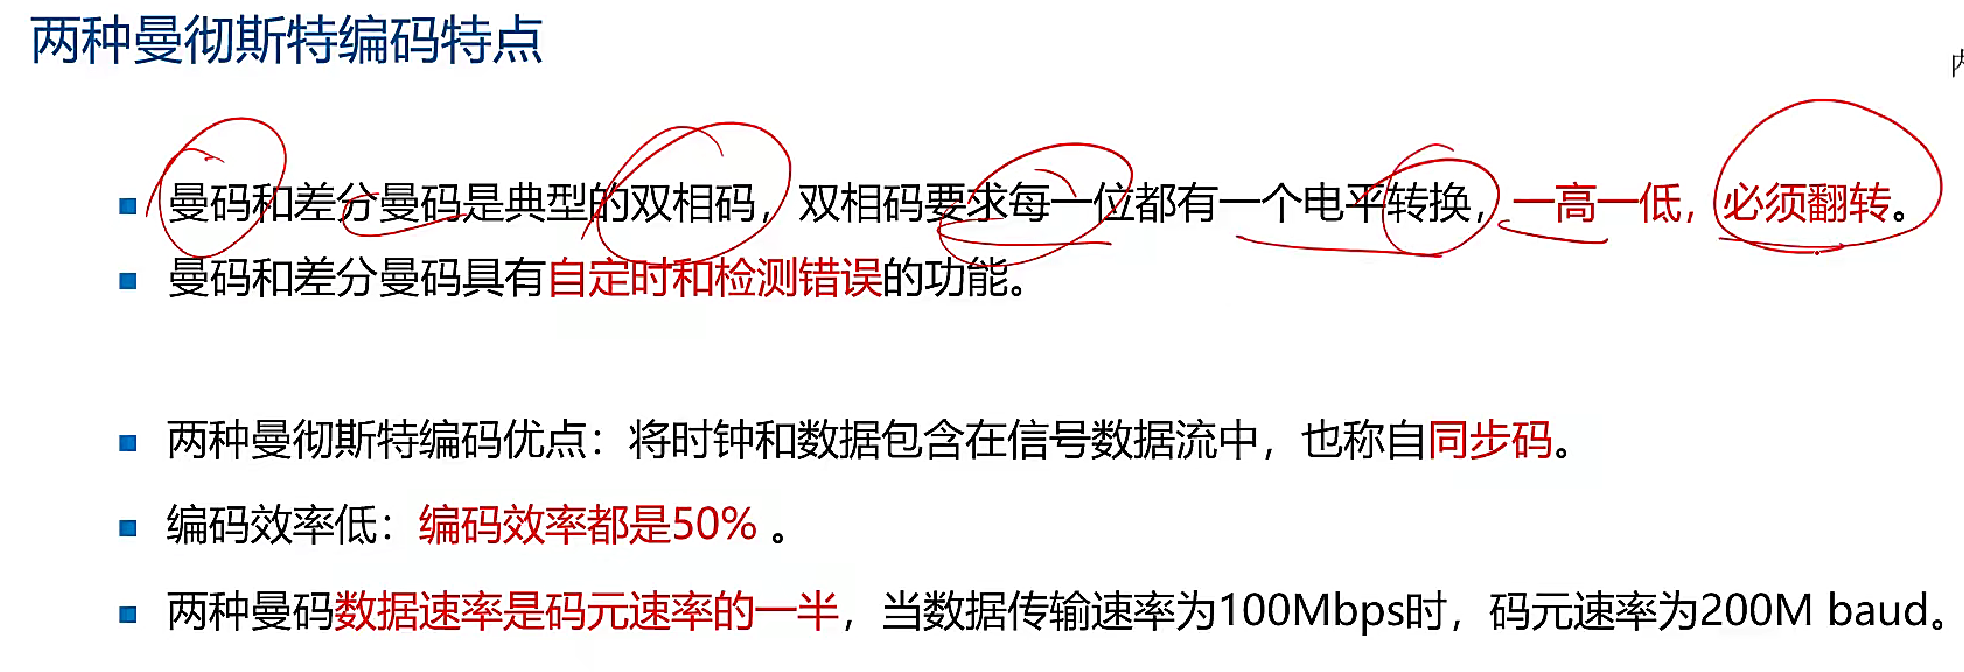 两种曼彻斯特编码特点
曼码和差分曼码是典型的双相码，双相码要求每一位都有一个电平转换，一高一低，必须翻转。
曼码和差分曼码具有自定时和检测错误的功能。
两种曼彻斯特编码优点：将时钟和数据包含在信号数据流中，也称自同步码。
编码效率低：编码效率都是50% 。
两种曼码数据速率是码元速率的一半，当数据传输速率为100Mbps时，码元速率为200M baud。